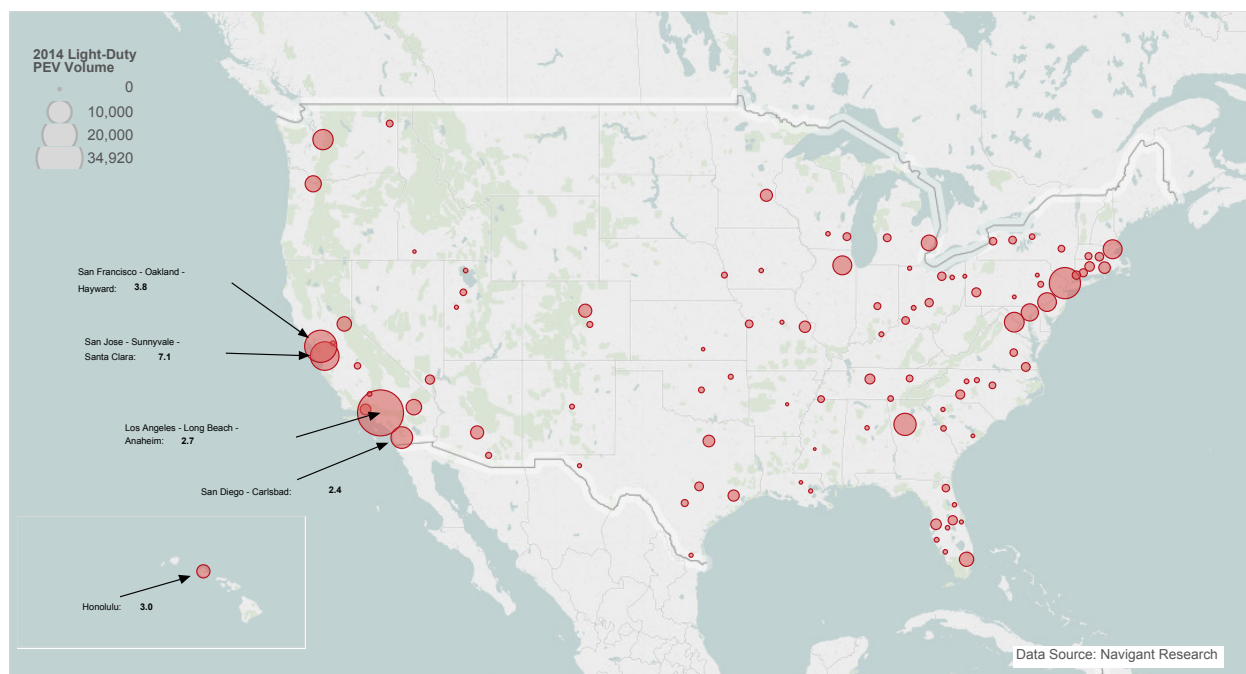 2014 Light-Duty
PEV Volume
0
10,000
20,000
34,920
San Francisco - Oakland -
Hayward: 3.8
San Jose - Sunnyvale -
Santa Clara: 7.1
Los Angeles - Long Beach -
Anaheim: 2.7
San Diego - Carlsbad: 2.4
Honolulu: 3.0
Data Source: Navigant Research